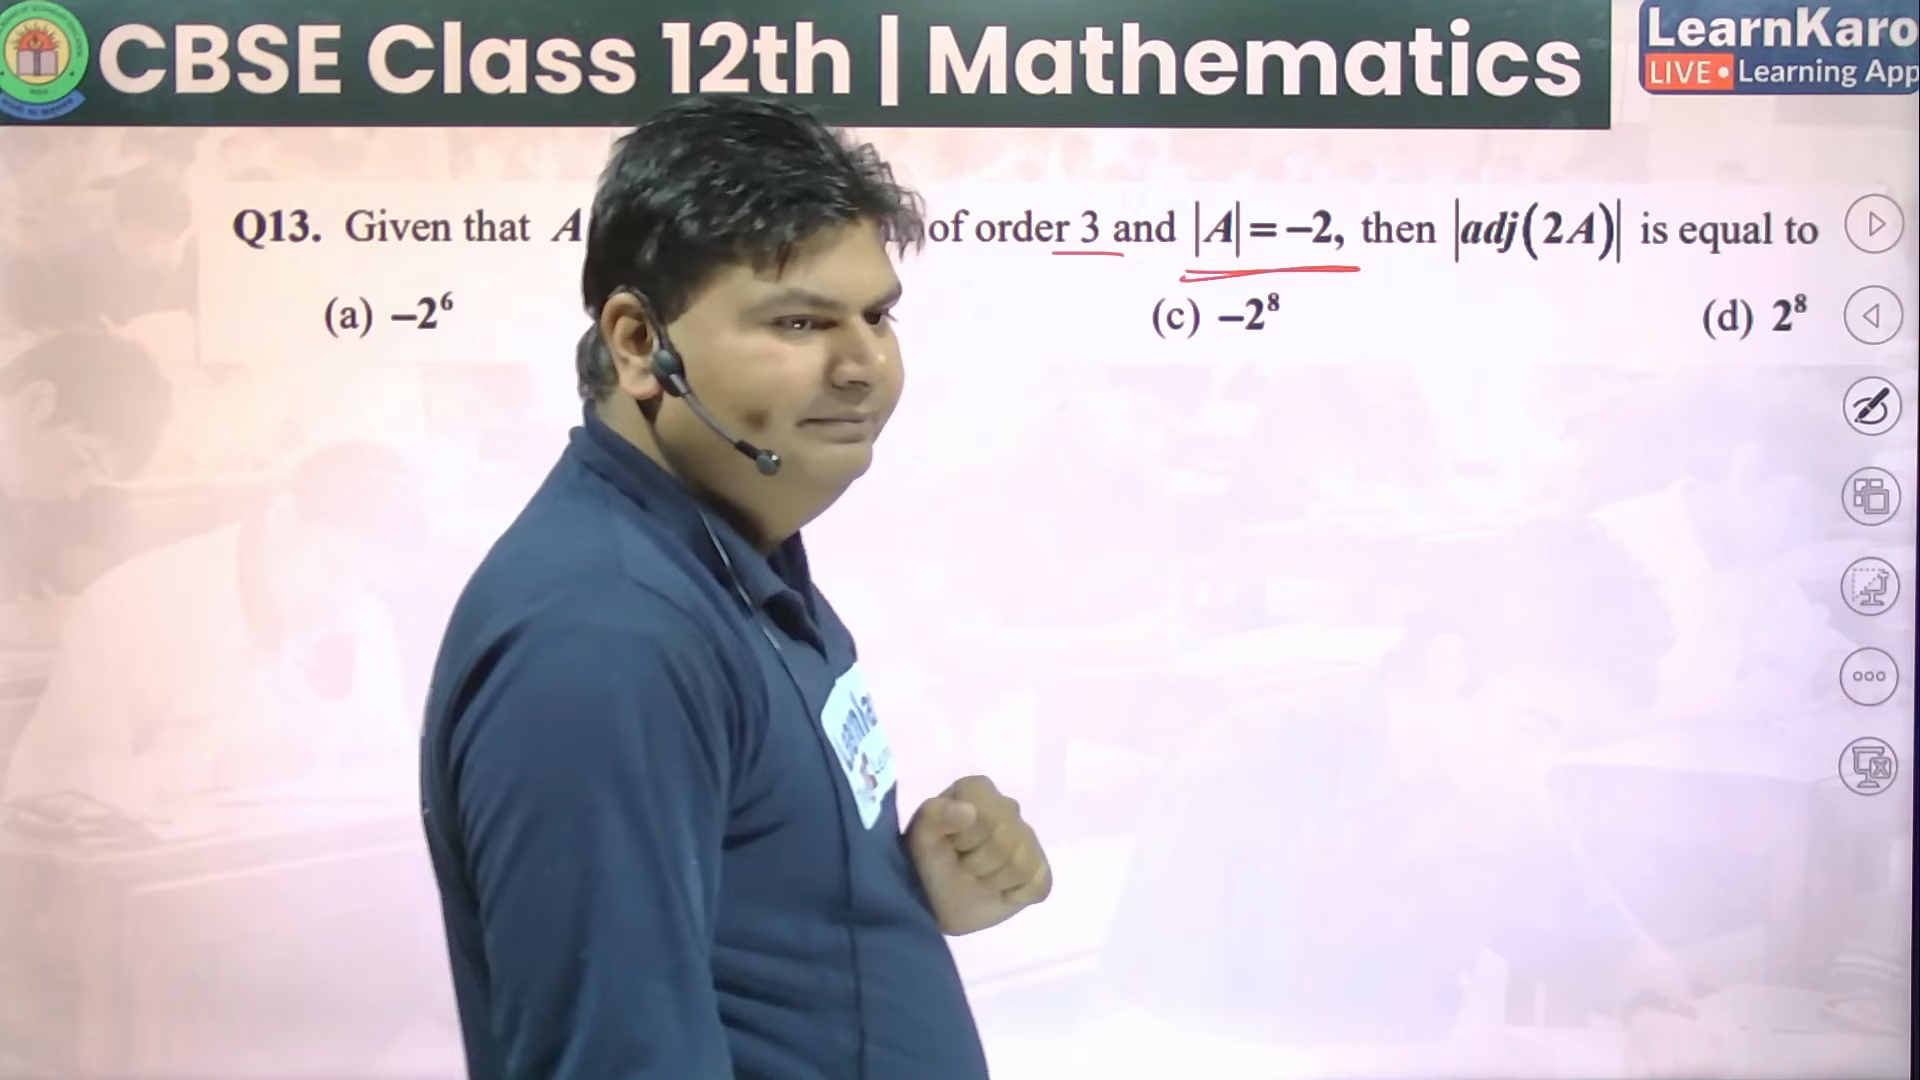 CBSE Class 12th | Mathematics
LearnKaro
LIVE • Learning App
Q13. Given that A of order 3 and |A| = −2, then |adj(2A)| is equal to
(a) −2⁶ (c) −2⁸ (d) 2⁸